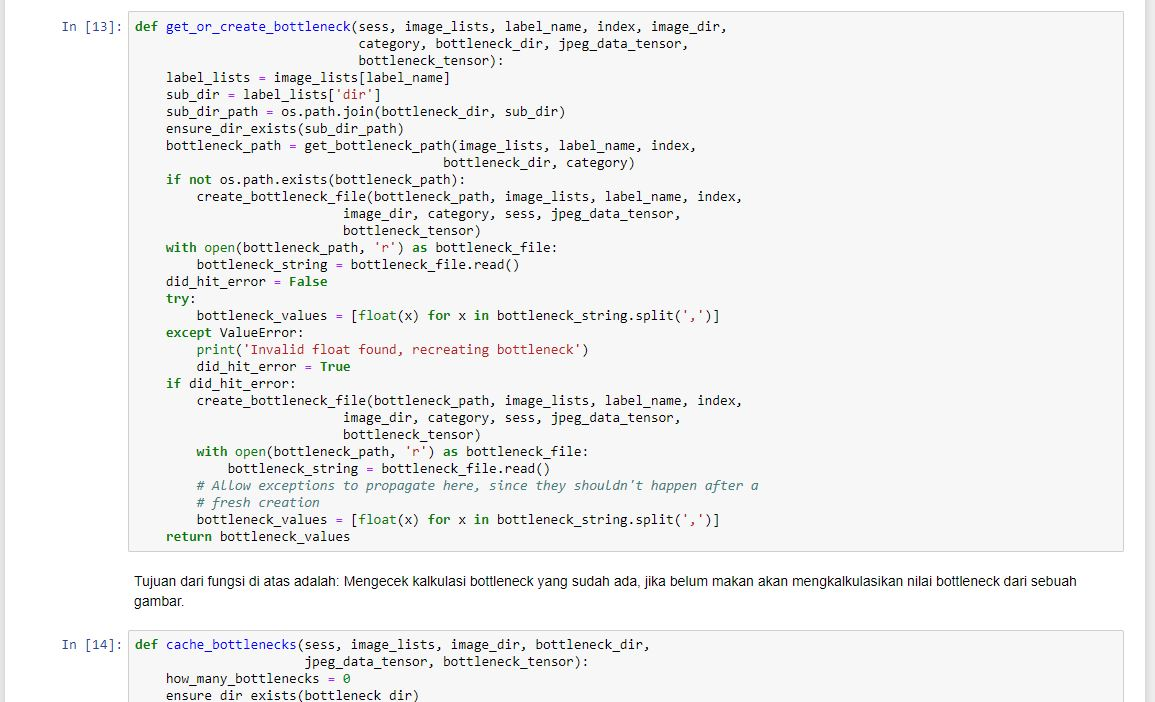 In [13]: def get_or_create_bottleneck(sess, image_lists, label_name, index, image_dir,
                             category, bottleneck_dir, jpeg_data_tensor,
                             bottleneck_tensor):
    label_lists = image_lists[label_name]
    sub_dir = label_lists['dir']
    sub_dir_path = os.path.join(bottleneck_dir, sub_dir)
    ensure_dir_exists(sub_dir_path)
    bottleneck_path = get_bottleneck_path(image_lists, label_name, index,
                                        bottleneck_dir, category)
    if not os.path.exists(bottleneck_path):
        create_bottleneck_file(bottleneck_path, image_lists, label_name, index,
                           image_dir, category, sess, jpeg_data_tensor,
                           bottleneck_tensor)
    with open(bottleneck_path, 'r') as bottleneck_file:
        bottleneck_string = bottleneck_file.read()
    did_hit_error = False
    try:
        bottleneck_values = [float(x) for x in bottleneck_string.split(',')]
    except ValueError:
        print('Invalid float found, recreating bottleneck')
        did_hit_error = True
    if did_hit_error:
        create_bottleneck_file(bottleneck_path, image_lists, label_name, index,
                           image_dir, category, sess, jpeg_data_tensor,
                           bottleneck_tensor)
        with open(bottleneck_path, 'r') as bottleneck_file:
            bottleneck_string = bottleneck_file.read()
        # Allow exceptions to propagate here, since they shouldn't happen after a
        # fresh creation
        bottleneck_values = [float(x) for x in bottleneck_string.split(',')]
    return bottleneck_values
Tujuan dari fungsi di atas adalah: Mengecek kalkulasi bottleneck yang sudah ada, jika belum makan akan mengkalkulasikan nilai bottleneck dari sebuah
gambar.
In [14]: def cache_bottlenecks(sess, image_lists, image_dir, bottleneck_dir,
                      jpeg_data_tensor, bottleneck_tensor):
    how_many_bottlenecks = 0
    ensure_dir_exists(bottleneck_dir)